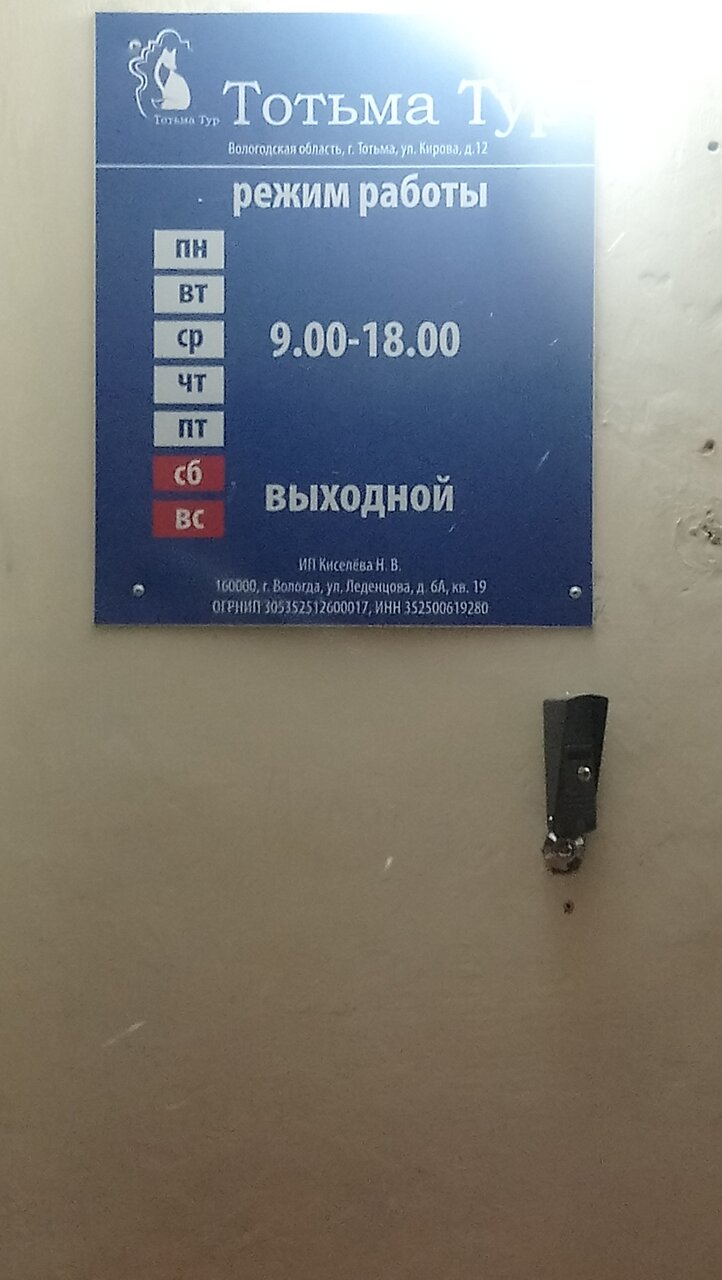 Тотьма Тур
Тотьма Тур
Вологодская область, г. Тотьма, ул. Кирова, д.12
режим работы
пн
вт
ср
чт
пт
9.00-18.00
сб
вс
выходной
ИП Киселёва Н. В.
160000, г. Вологда, ул. Леденцова, д. 6А, кв. 19
ОГРНИП 305352512600017, ИНН 352500619280